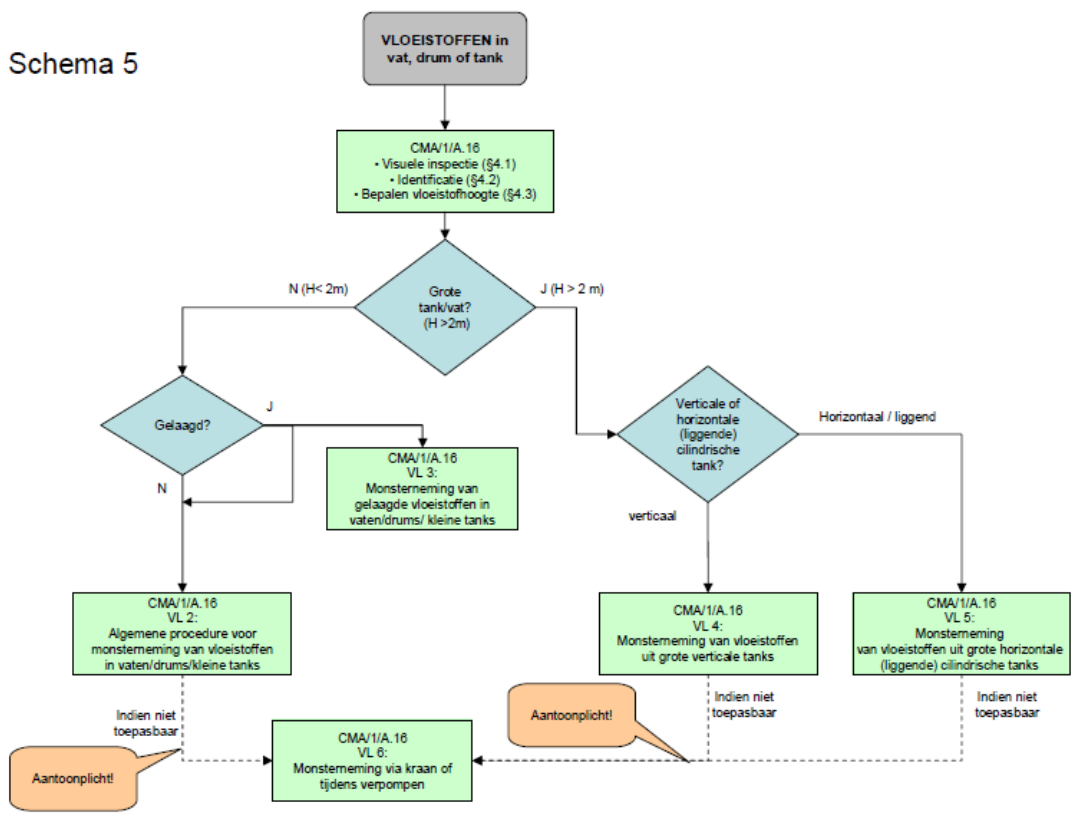 Schema 5
VLOEISTOFFEN in
vat, drum of tank
CMA/1/A.16
• Visuele inspectie (§4.1)
• Identificatie (§4.2)
• Bepalen vloeistofhoogte (§4.3)
N (H< 2m)
Grote
tank/vat?
(H >2m)
J (H > 2 m)
Gelaagd?
J
N
CMA/1/A.16
VL 3:
Monsterneming van
gelaagde vloeistoffen in
vaten/drums/ kleine tanks
Verticale of
horizontale
(liggende)
cilindrische
tank?
Horizontaal / liggend
verticaal
CMA/1/A.16
VL 2:
Algemene procedure voor
monsterneming van vloeistoffen
in vaten/drums/kleine tanks
CMA/1/A.16
VL 4:
Monsterneming van vloeistoffen
uit grote verticale tanks
CMA/1/A.16
VL 5:
Monsterneming
van vloeistoffen uit grote horizontale
(liggende) cilindrische tanks
Indien niet
toepasbaar
Aantoonplicht!
CMA/1/A.16
VL 6:
Monsterneming via kraan of
tijdens verpompen
Aantoonplicht!
Indien niet
toepasbaar
Indien niet
toepasbaar